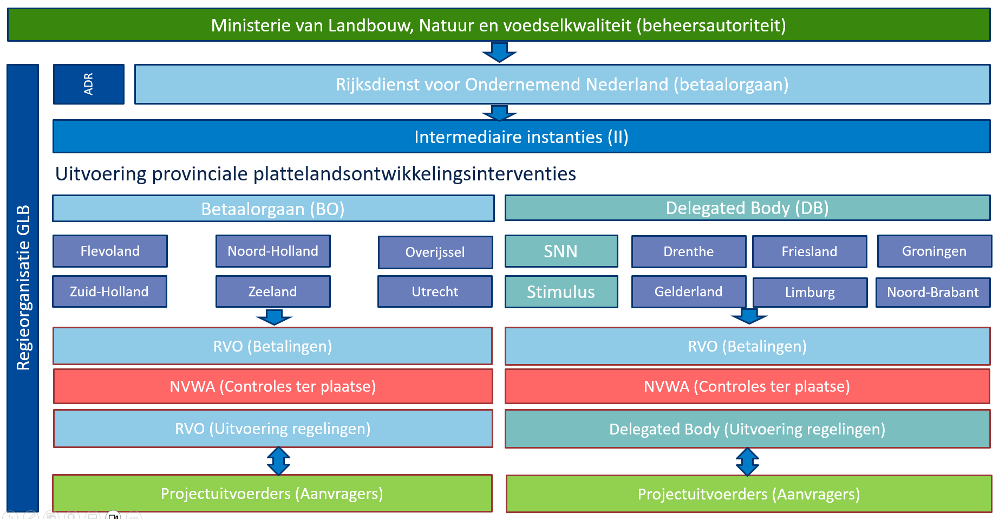 Ministerie van Landbouw, Natuur en voedselkwaliteit (beheersautoriteit)
Regieorganisatie GLB
ADR
Rijksdienst voor Ondernemend Nederland (betaalorgaan)
Intermediaire instanties (II)
Uitvoering provinciale plattelandsontwikkelingsinterventies
Betaalorgaan (BO)
Flevoland
Noord-Holland
Overijssel
Zuid-Holland
Zeeland
Utrecht
RVO (Betalingen)
NVWA (Controles ter plaatse)
RVO (Uitvoering regelingen)
Projectuitvoerders (Aanvragers)
Delegated Body (DB)
SNN
Drenthe
Friesland
Groningen
Stimulus
Gelderland
Limburg
Noord-Brabant
RVO (Betalingen)
NVWA (Controles ter plaatse)
Delegated Body (Uitvoering regelingen)
Projectuitvoerders (Aanvragers)